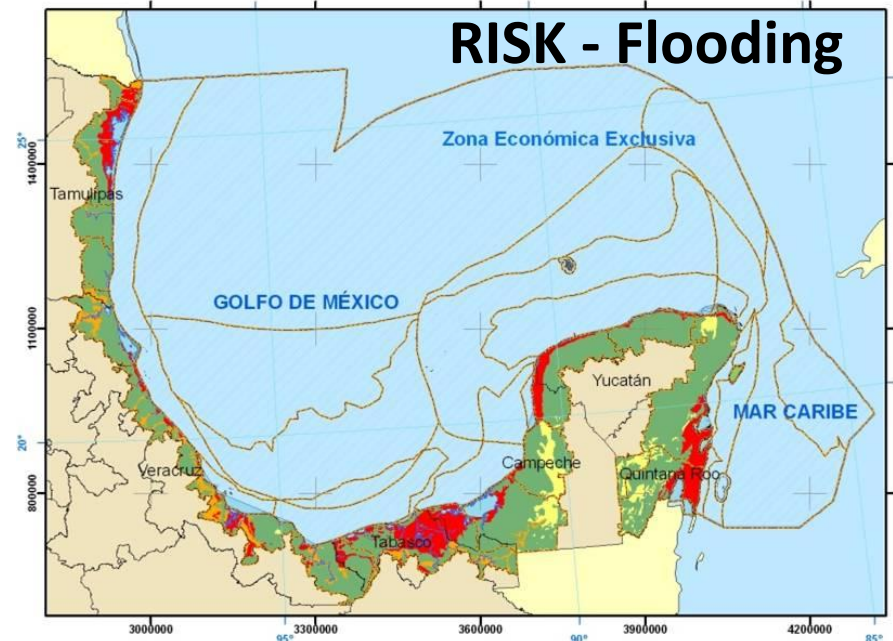 RISK - Flooding
Zona Económica Exclusiva
25°
1400000
Tamulipas
GOLFO DE MÉXICO
1100000
Yucatán
MAR CARIBE
20°
Veracruz
Campeche
Quintana Roo
800000
Tabasco
3000000
3300000
3600000
3900000
4200000
95°
90°
85°